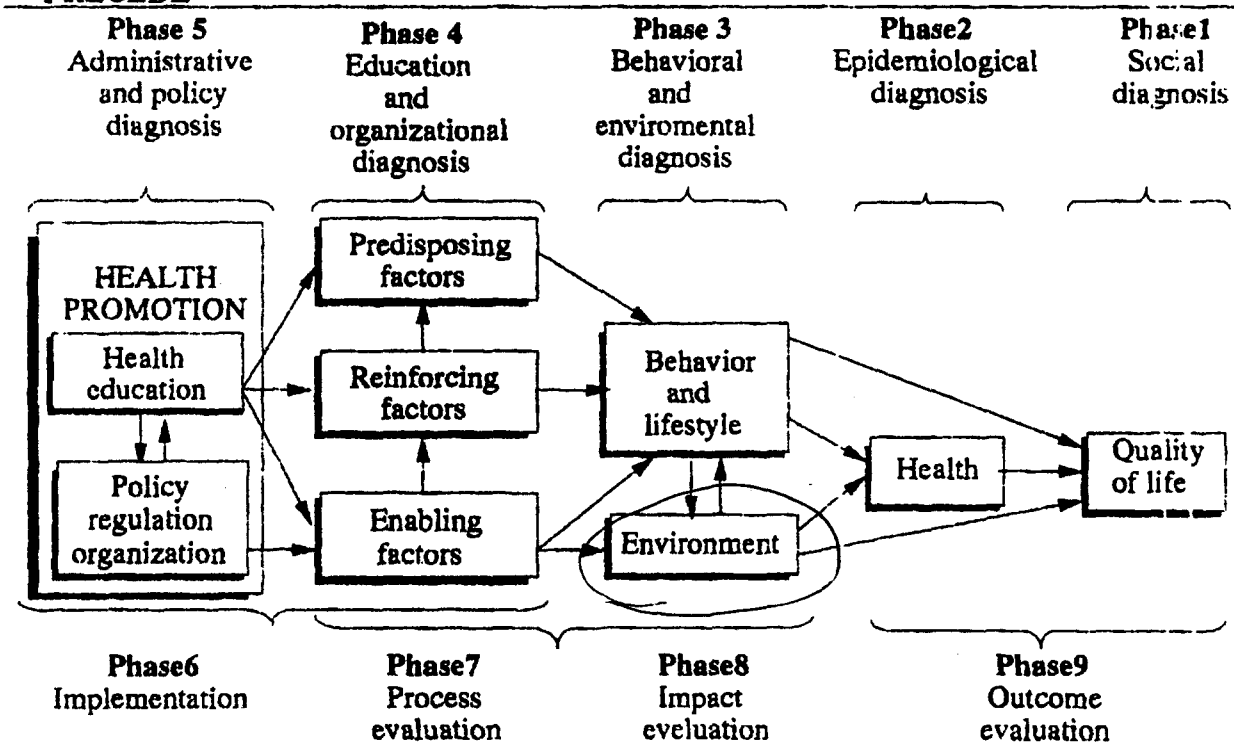 PRECEDE
Phase 5
Administrative
and policy
diagnosis
Phase 4
Education
and
organizational
diagnosis
Phase 3
Behavioral
and
enviromental
diagnosis
Phase2
Epidemiological
diagnosis
Phase1
Social
diagnosis
HEALTH
PROMOTION
Health
education
Policy
regulation
organization
Predisposing
factors
Reinforcing
factors
Enabling
factors
Behavior
and
lifestyle
Environment
Health
Quality
of life
Phase6
Implementation
Phase7
Process
evaluation
Phase8
Impact
eveluation
Phase9
Outcome
evaluation